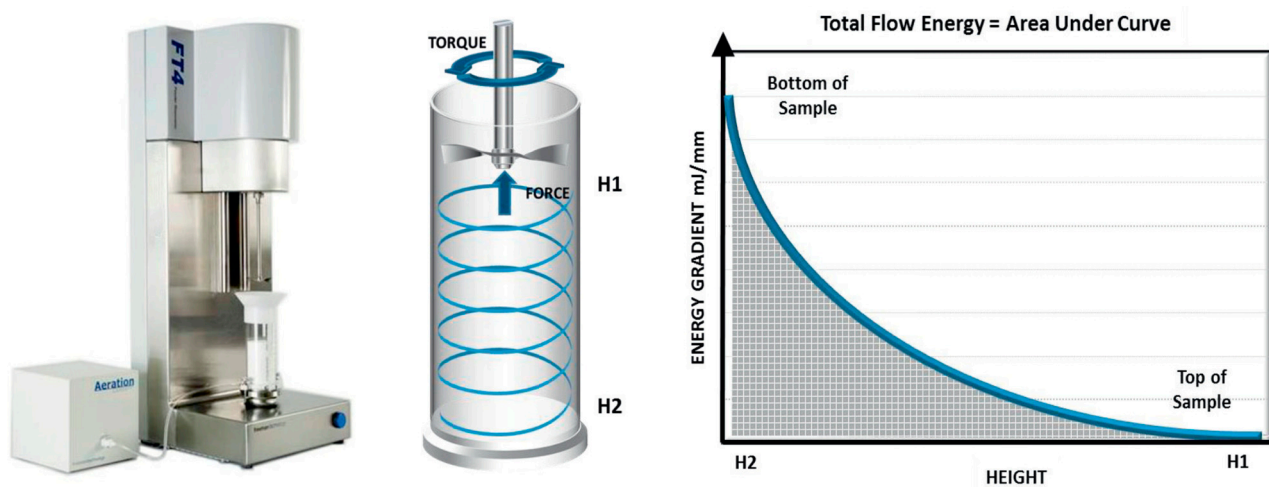 FT4
Aeration
TORQUE
FORCE
H1
H2
Total Flow Energy = Area Under Curve
Bottom of
Sample
Top of
Sample
ENERGY GRADIENT mJ/mm
H2
H1
HEIGHT